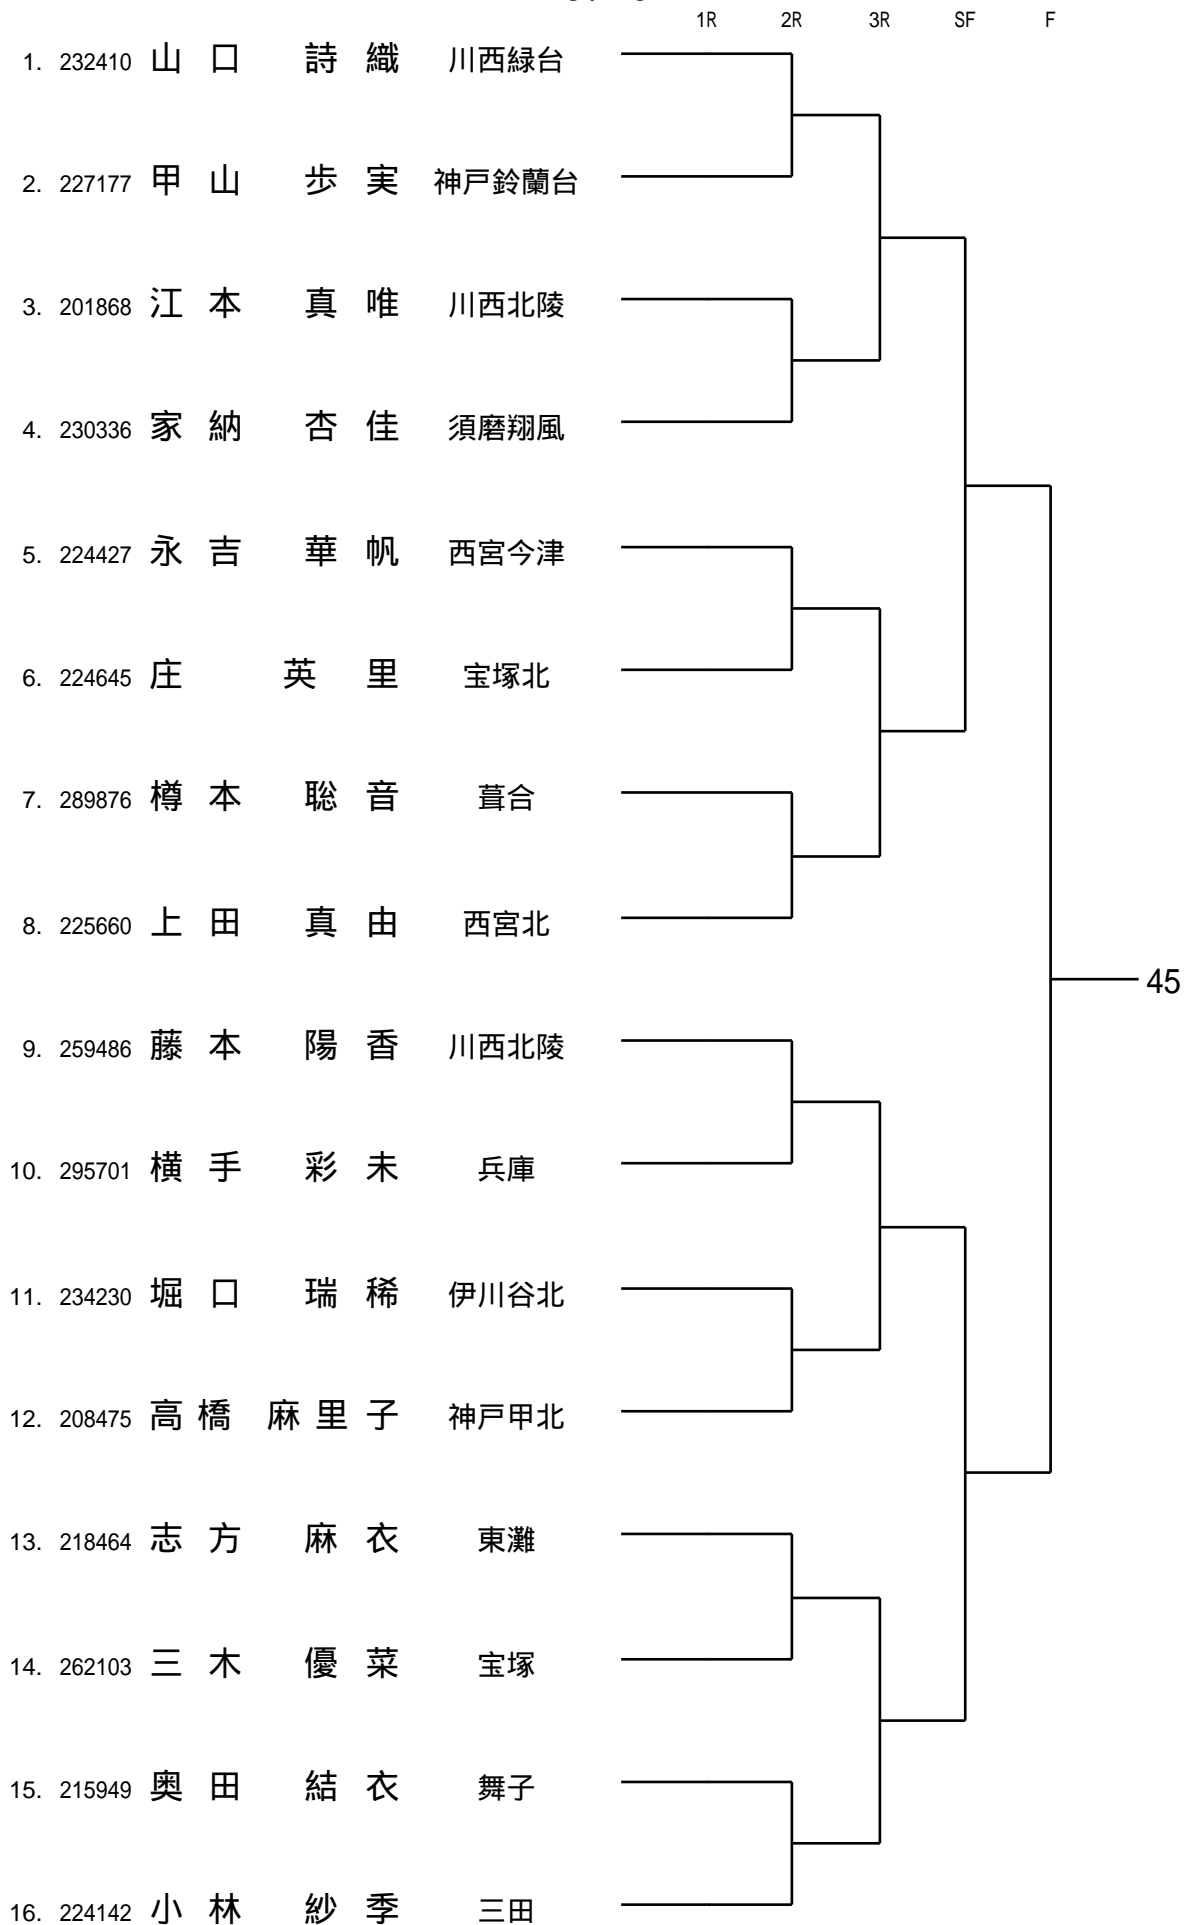 1R 2R 3R SF F
1. 232410 山口 詩織 川西緑台
2. 227177 甲山 歩実 神戸鈴蘭台
3. 201868 江本 真唯 川西北陵
4. 230336 家納 杏佳 須磨翔風
5. 224427 永吉 華帆 西宮今津
6. 224645 庄 英里 宝塚北
7. 289876 樽本 聡音 葺合
8. 225660 上田 真由 西宮北
45
9. 259486 藤本 陽香 川西北陵
10. 295701 横手 彩未 兵庫
11. 234230 堀口 瑞稀 伊川谷北
12. 208475 高橋 麻里子 神戸甲北
13. 218464 志方 麻衣 東灘
14. 262103 三木 優菜 宝塚
15. 215949 奥田 結衣 舞子
16. 224142 小林 紗季 三田